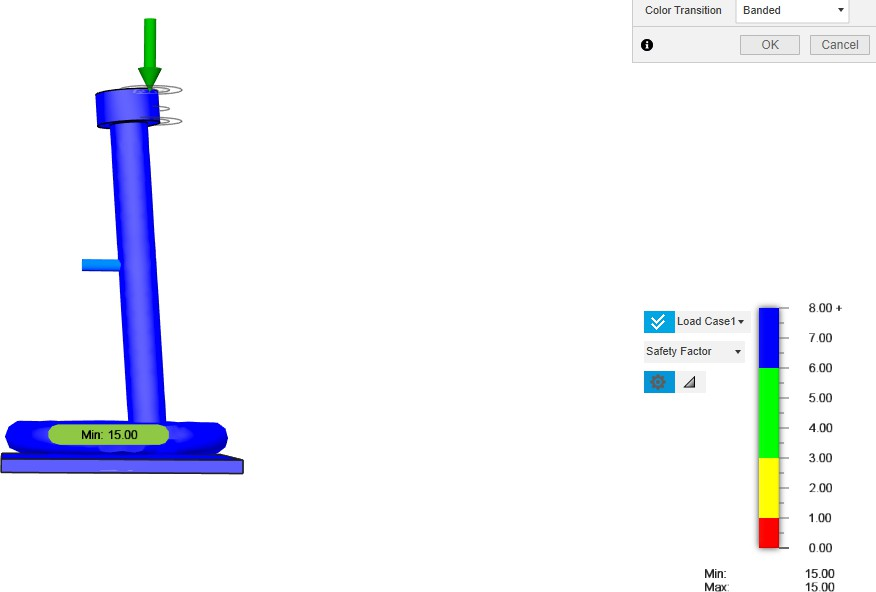 Color Transition Banded
OK Cancel
8.00 +
Load Case1
7.00
Safety Factor
6.00
5.00
4.00
Min: 15.00
3.00
2.00
1.00
0.00
Min: 15.00
Max: 15.00